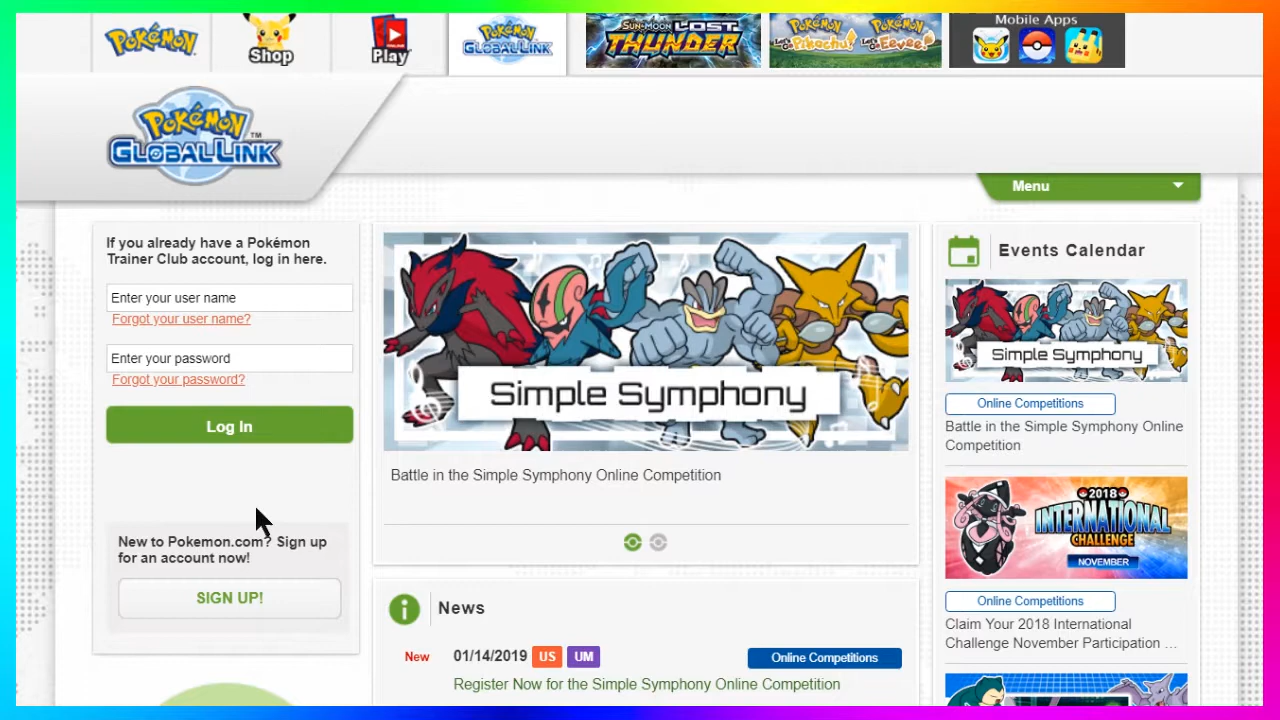 Pokémon
Shop
Play
Pokémon
GLOBAL LINK
SUN & MOON LOST
THUNDER
POKÉMON
Let's Go Pikachu!
POKÉMON
Let's Go Eevee!
Mobile Apps
POKÉMON
GLOBAL LINK™
Menu
If you already have a Pokémon
Trainer Club account, log in here.
Enter your user name
Forgot your user name?
Enter your password
Forgot your password?
Log In
New to Pokemon.com? Sign up
for an account now!
SIGN UP!
Simple Symphony
Battle in the Simple Symphony Online Competition
News
New 01/14/2019 US UM Online Competitions
Register Now for the Simple Symphony Online Competition
Events Calendar
Simple Symphony
Online Competitions
Battle in the Simple Symphony Online
Competition
2018
INTERNATIONAL
CHALLENGE
NOVEMBER
Online Competitions
Claim Your 2018 International
Challenge November Participation ...